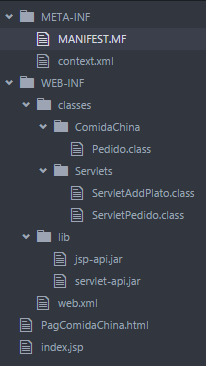 META-INF
MANIFEST.MF
context.xml
WEB-INF
classes
ComidaChina
Pedido.class
Servlets
ServletAddPlato.class
ServletPedido.class
lib
jsp-api.jar
servlet-api.jar
web.xml
PagComidaChina.html
index.jsp